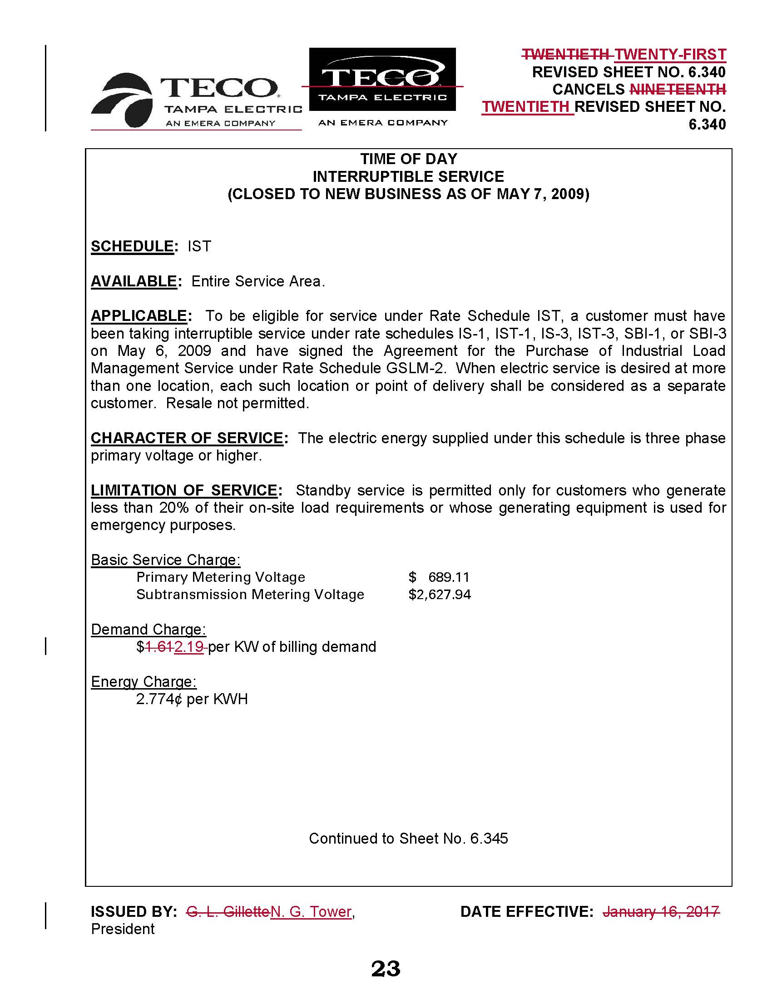 TECO
TAMPA ELECTRIC
AN EMERA COMPANY
TECO
TAMPA ELECTRIC
AN EMERA COMPANY
TWENTIETH TWENTY-FIRST
REVISED SHEET NO. 6.340
CANCELS NINETEENTH
TWENTIETH REVISED SHEET NO.
6.340
TIME OF DAY
INTERRUPTIBLE SERVICE
(CLOSED TO NEW BUSINESS AS OF MAY 7, 2009)
SCHEDULE: IST
AVAILABLE: Entire Service Area.
APPLICABLE: To be eligible for service under Rate Schedule IST, a customer must have
been taking interruptible service under rate schedules IS-1, IST-1, IS-3, IST-3, SBI-1, or SBI-3
on May 6, 2009 and have signed the Agreement for the Purchase of Industrial Load
Management Service under Rate Schedule GSLM-2. When electric service is desired at more
than one location, each such location or point of delivery shall be considered as a separate
customer. Resale not permitted.
CHARACTER OF SERVICE: The electric energy supplied under this schedule is three phase
primary voltage or higher.
LIMITATION OF SERVICE: Standby service is permitted only for customers who generate
less than 20% of their on-site load requirements or whose generating equipment is used for
emergency purposes.
Basic Service Charge:
Primary Metering Voltage $ 689.11
Subtransmission Metering Voltage $2,627.94
Demand Charge:
$1.612.19 per KW of billing demand
Energy Charge:
2.774¢ per KWH
Continued to Sheet No. 6.345
ISSUED BY: G. L. GilletteN. G. Tower, DATE EFFECTIVE: January 16, 2017
President
23